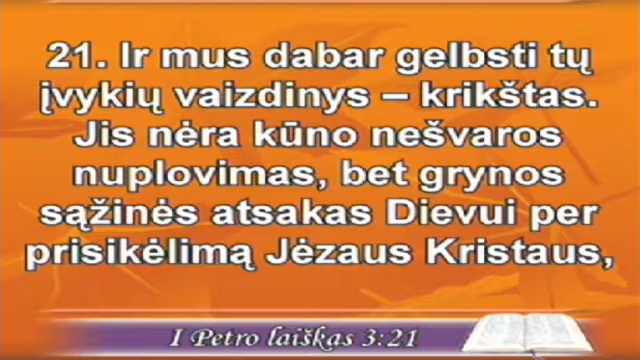 21. Ir mus dabar gelbsti tų
įvykių vaizdinys – krikštas.
Jis nėra kūno nešvaros
nuplovimas, bet grynos
sąžinės atsakas Dievui per
prisikėlimą Jėzaus Kristaus,
I Petro laiškas 3:21